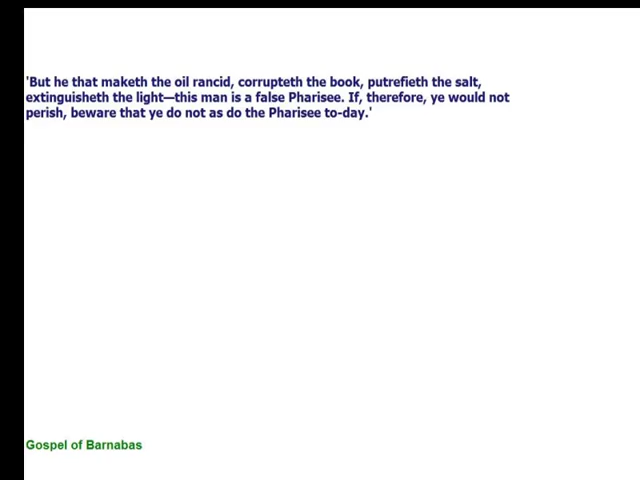 'But he that maketh the oil rancid, corrupteth the book, putrefieth the salt,
extinguisheth the light—this man is a false Pharisee. If, therefore, ye would not
perish, beware that ye do not as do the Pharisee to-day.'
Gospel of Barnabas